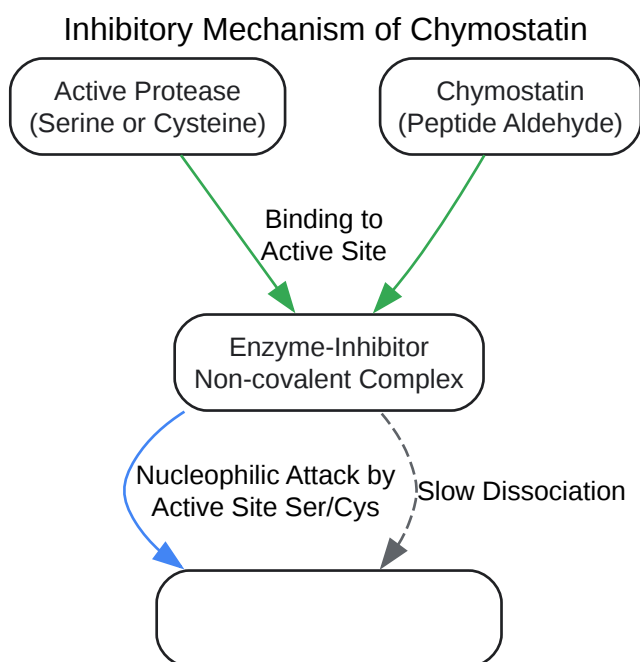 Inhibitory Mechanism of Chymostatin
Active Protease
(Serine or Cysteine)
Chymostatin
(Peptide Aldehyde)
Binding to
Active Site
Enzyme-Inhibitor
Non-covalent Complex
Nucleophilic Attack by
Active Site Ser/Cys
Slow Dissociation